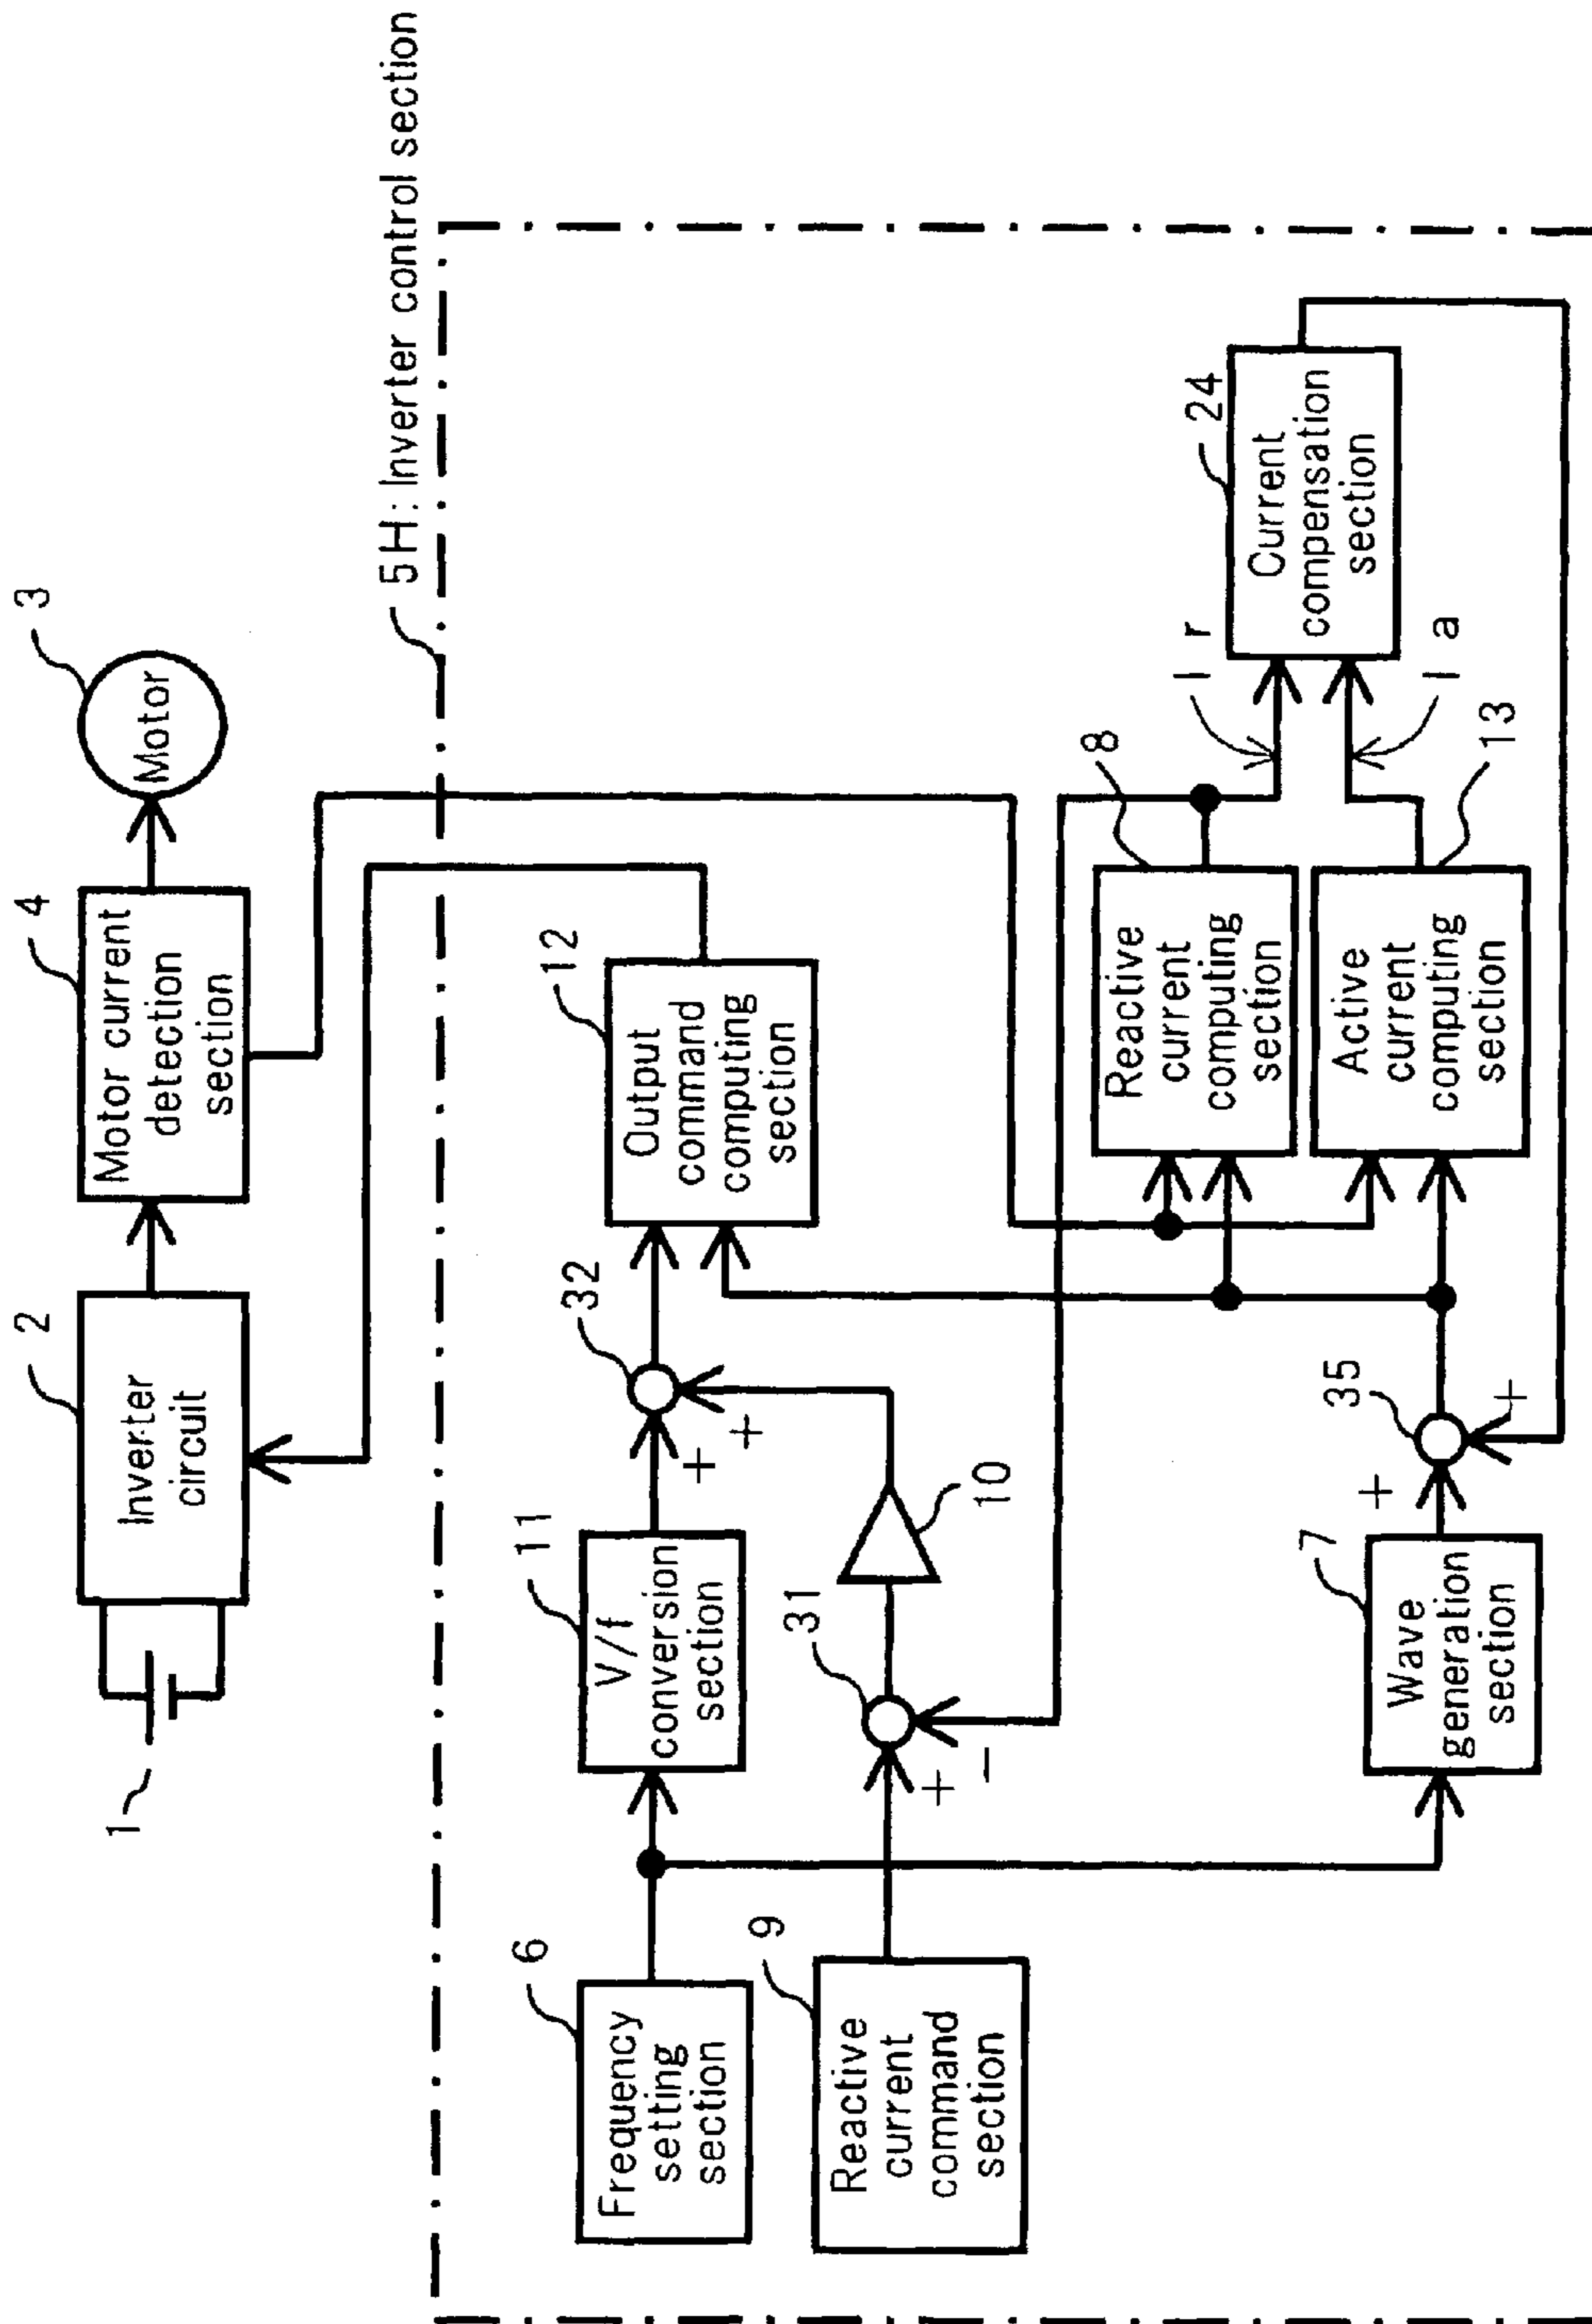 1
2
Inverter
circuit
4
Motor current
detection
section
3
Motor
5H: Inverter control section
6
Frequency
setting
section
11
V/f
conversion
section
+
+
32
12
Output
command
computing
section
9
Reactive
current
command
section
+
−
31
10
8
Reactive
current
computing
section
I r
24
Current
compensation
section
13
Active
current
computing
section
I a
7
Wave
generation
section
+
35
+